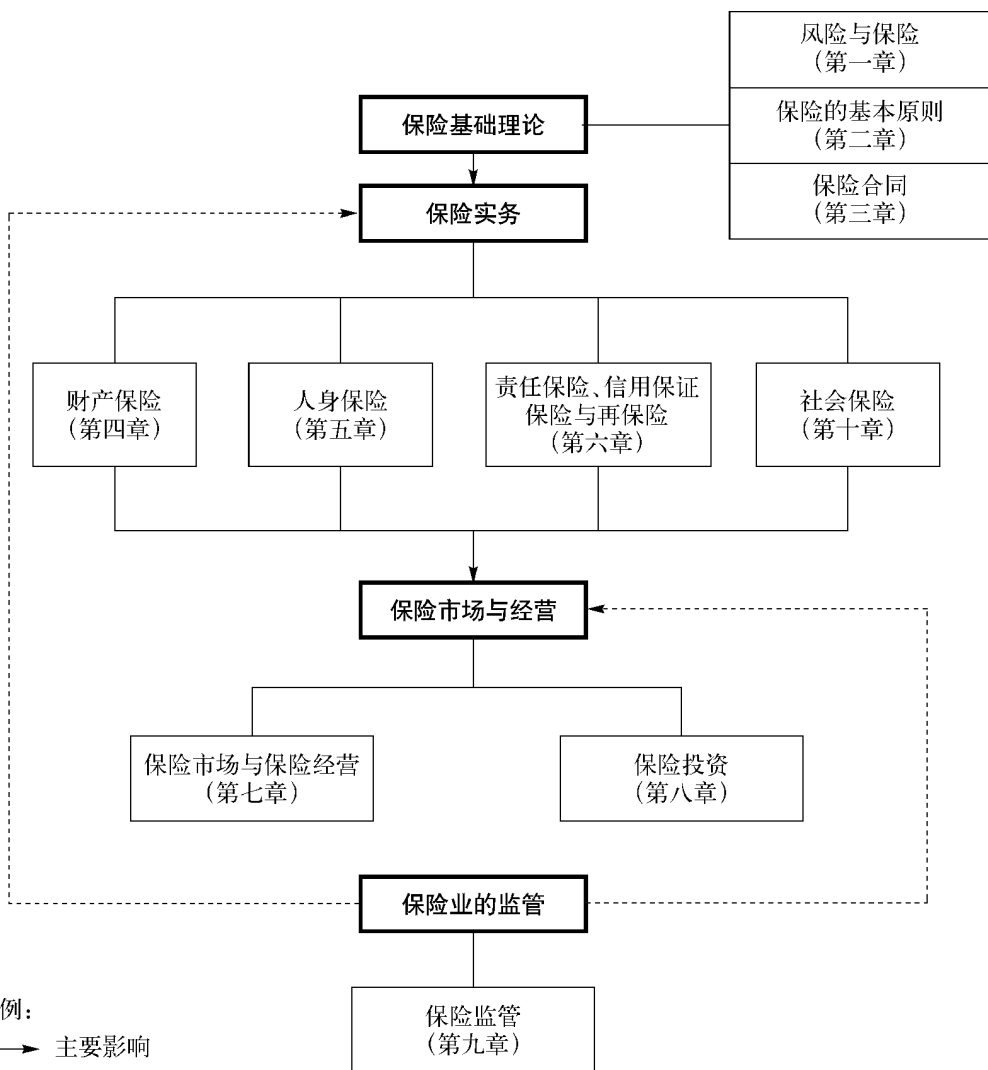 风险与保险
（第一章）
保险基础理论
保险的基本原则
（第二章）
保险合同
（第三章）
保险实务
财产保险
（第四章）
人身保险
（第五章）
责任保险、信用保证
保险与再保险
（第六章）
社会保险
（第十章）
保险市场与经营
保险市场与保险经营
（第七章）
保险投资
（第八章）
保险业的监管
保险监管
（第九章）
例：
主要影响